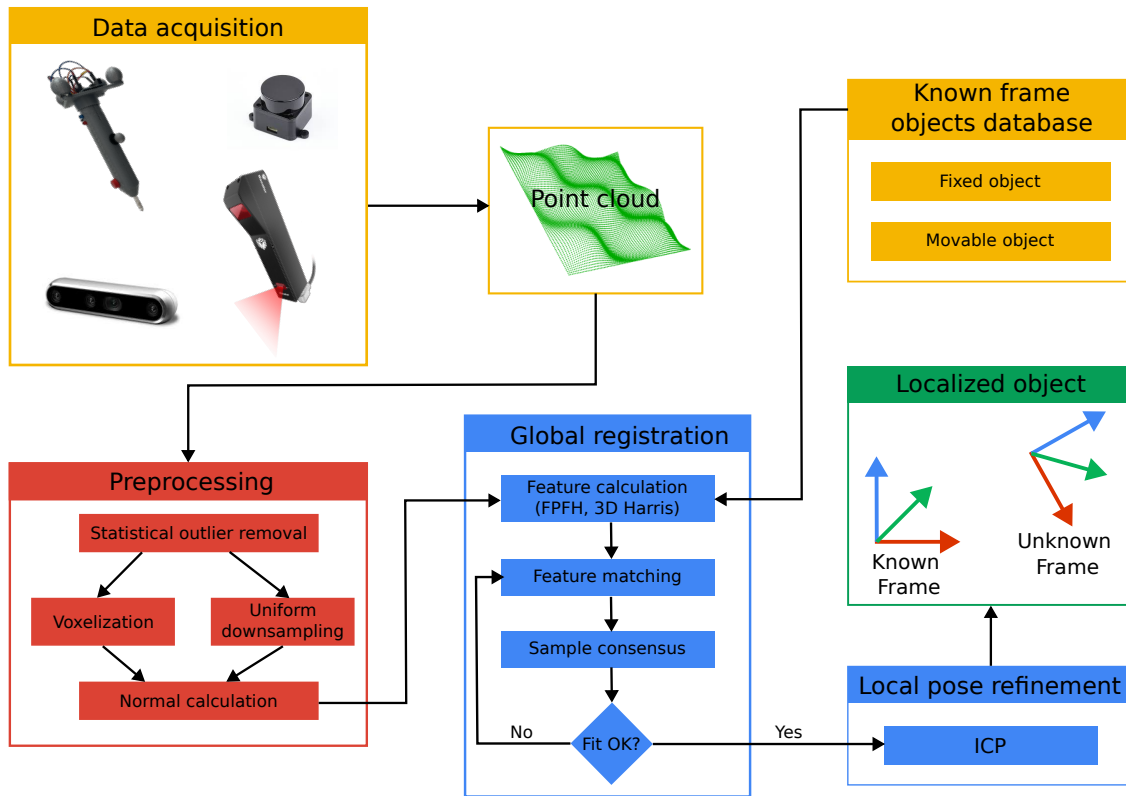 Data acquisition
Point cloud
Known frame
objects database
Fixed object
Movable object
Preprocessing
Statistical outlier removal
Voxelization
Uniform
downsampling
Normal calculation
Global registration
Feature calculation
(FPFH, 3D Harris)
Feature matching
Sample consensus
Fit OK?
No
Yes
Local pose refinement
ICP
Localized object
Known
Frame
Unknown
Frame